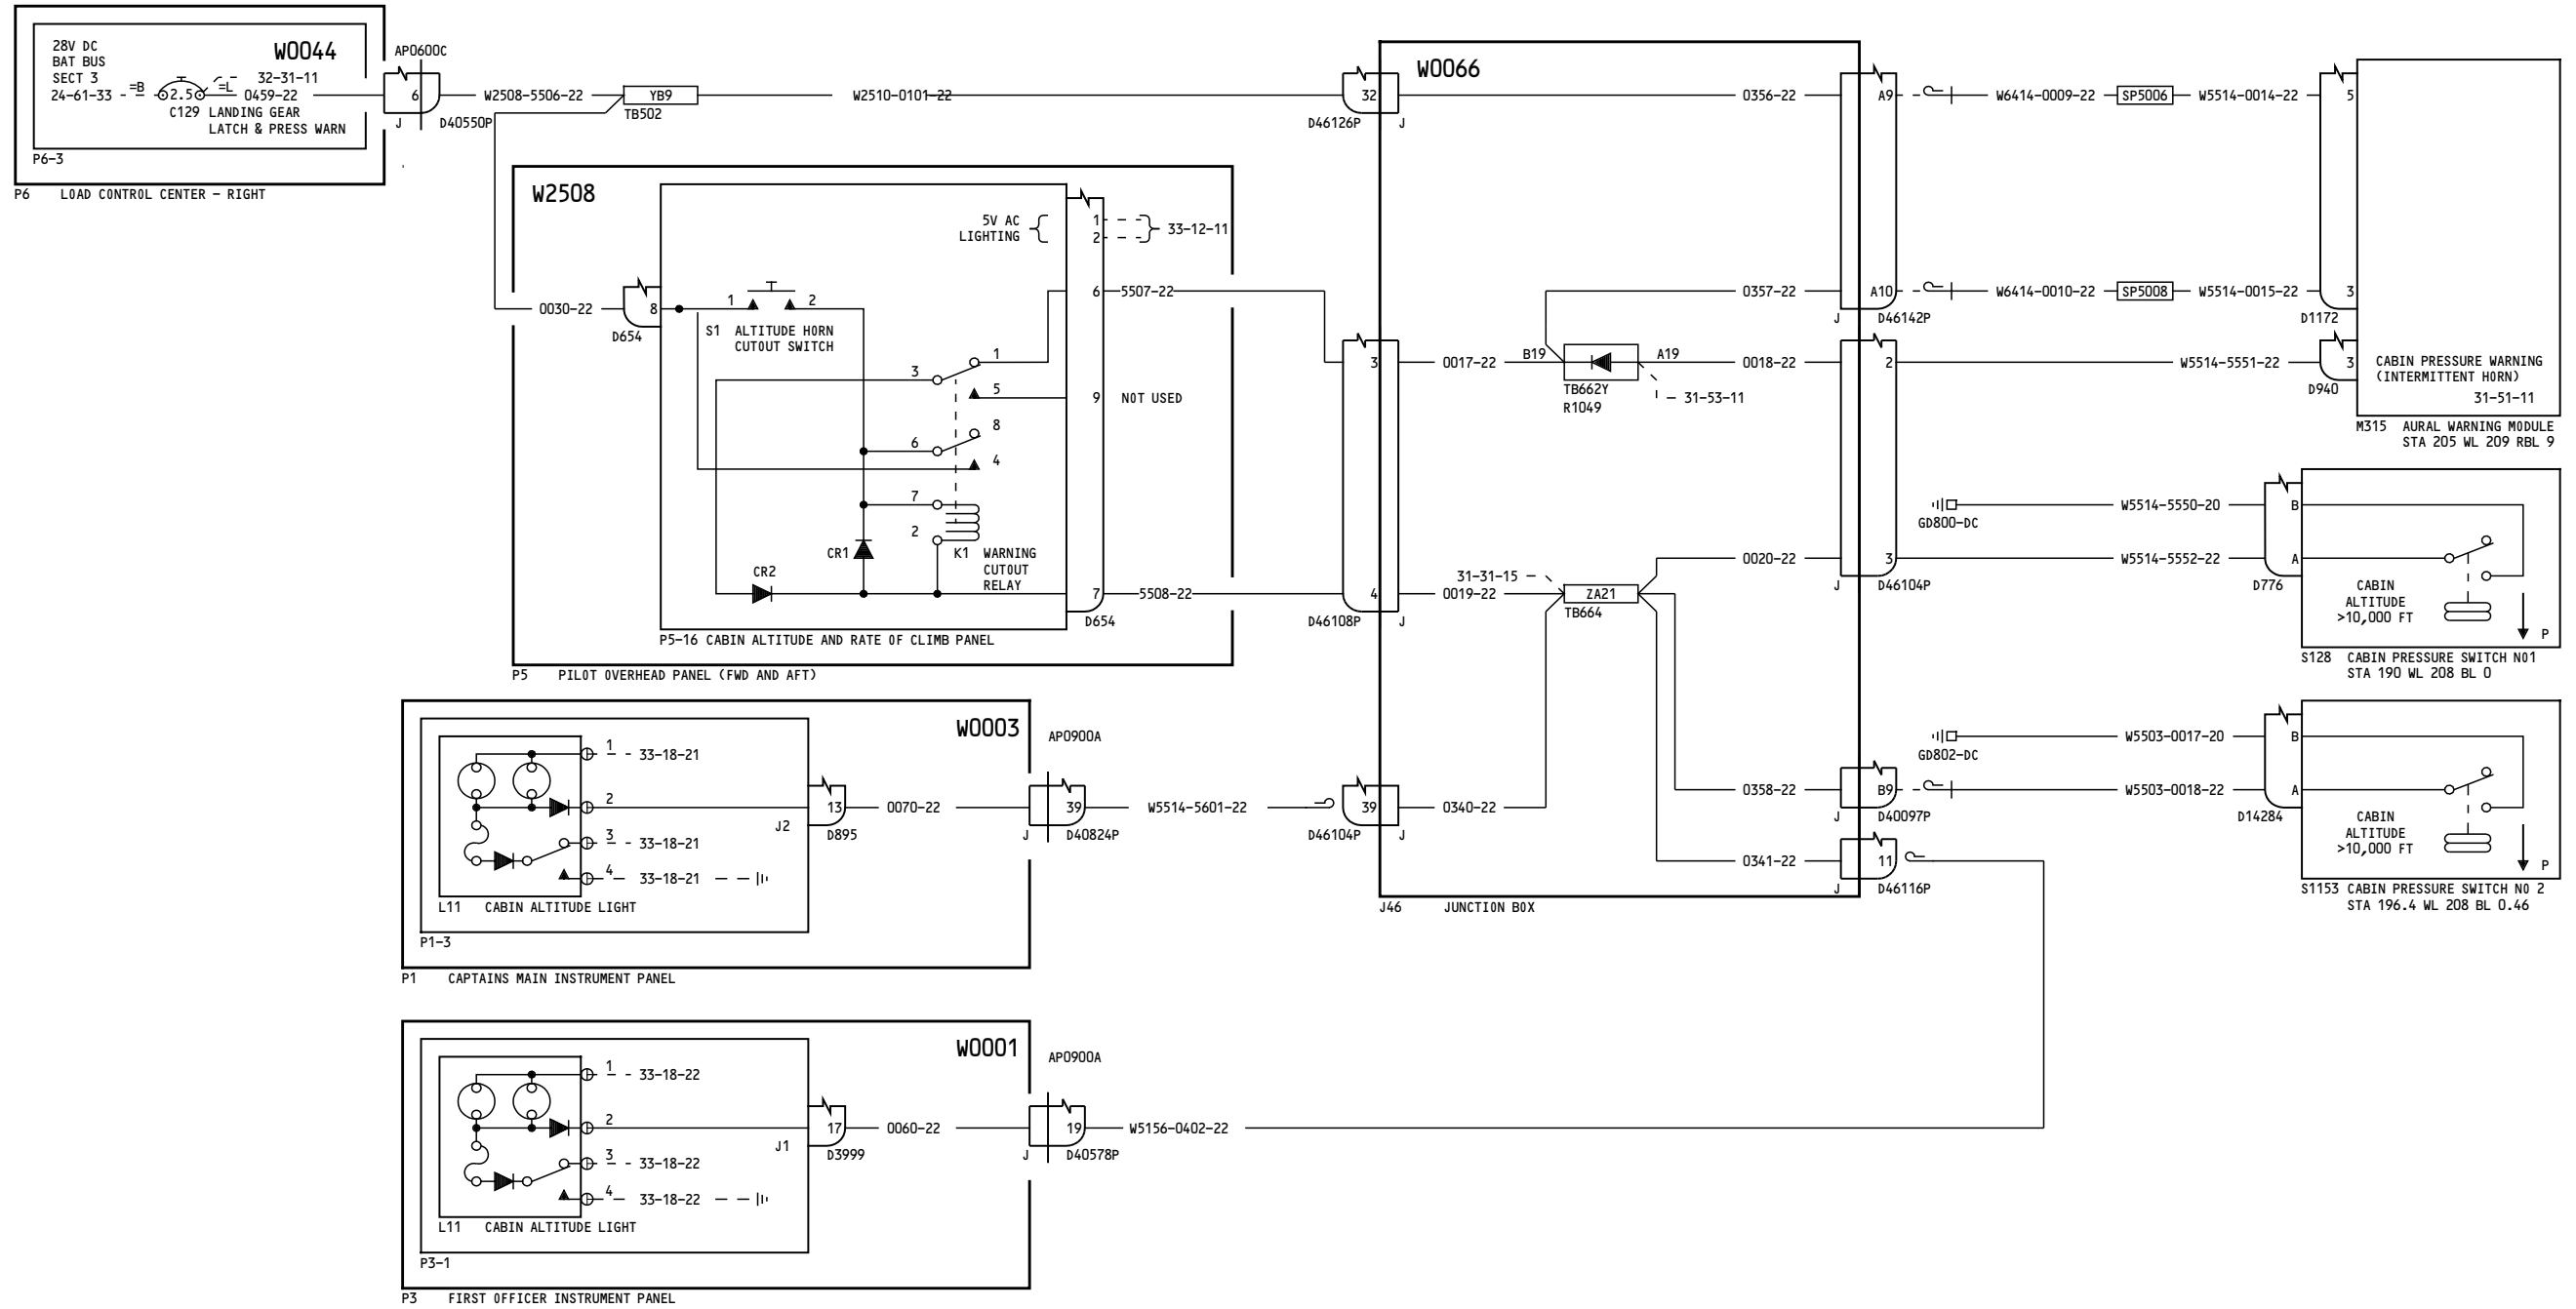 28V DC
BAT BUS
SECT 3
24-61-33
=B
2.5
=L
W0044
32-31-11
0459-22
C129 LANDING GEAR
LATCH & PRESS WARN
P6-3
P6 LOAD CONTROL CENTER - RIGHT
AP0600C
6
J
D40550P
W2508-5506-22
YB9
TB502
W2510-0101-22
32
D46126P
J
W0066
0356-22
A9
W6414-0009-22
SP5006
W5514-0014-22
5
W2508
5V AC
LIGHTING
1
2
33-12-11
0030-22
8
D654
1
2
S1 ALTITUDE HORN
CUTOUT SWITCH
6
5507-22
3
1
5
9
NOT USED
6
8
4
7
2
CR1
K1 WARNING
CUTOUT
RELAY
CR2
7
D654
5508-22
P5-16 CABIN ALTITUDE AND RATE OF CLIMB PANEL
P5 PILOT OVERHEAD PANEL (FWD AND AFT)
0357-22
A10
J
D46142P
W6414-0010-22
SP5008
W5514-0015-22
3
D1172
3
0017-22
B19
A19
TB662Y
R1049
31-53-11
0018-22
2
W5514-5551-22
3
D940
CABIN PRESSURE WARNING
(INTERMITTENT HORN)
31-51-11
M315 AURAL WARNING MODULE
STA 205 WL 209 RBL 9
4
D46108P
J
0019-22
31-31-15
ZA21
TB664
0020-22
3
J
D46104P
GD800-DC
W5514-5550-20
B
W5514-5552-22
A
D776
CABIN
ALTITUDE
>10,000 FT
P
S128 CABIN PRESSURE SWITCH NO1
STA 190 WL 208 BL 0
W0003
AP0900A
1
33-18-21
2
3
33-18-21
4
33-18-21
J2
13
D895
0070-22
39
J
D40824P
W5514-5601-22
39
D46104P
J
0340-22
L11 CABIN ALTITUDE LIGHT
P1-3
P1 CAPTAINS MAIN INSTRUMENT PANEL
0358-22
B9
J
D40097P
GD802-DC
W5503-0017-20
B
W5503-0018-22
A
D14284
CABIN
ALTITUDE
>10,000 FT
P
S1153 CABIN PRESSURE SWITCH NO 2
STA 196.4 WL 208 BL 0.46
0341-22
11
J
D46116P
J46 JUNCTION BOX
W0001
AP0900A
1
33-18-22
2
3
33-18-22
4
33-18-22
J1
17
D3999
0060-22
19
J
D40578P
W5156-0402-22
L11 CABIN ALTITUDE LIGHT
P3-1
P3 FIRST OFFICER INSTRUMENT PANEL